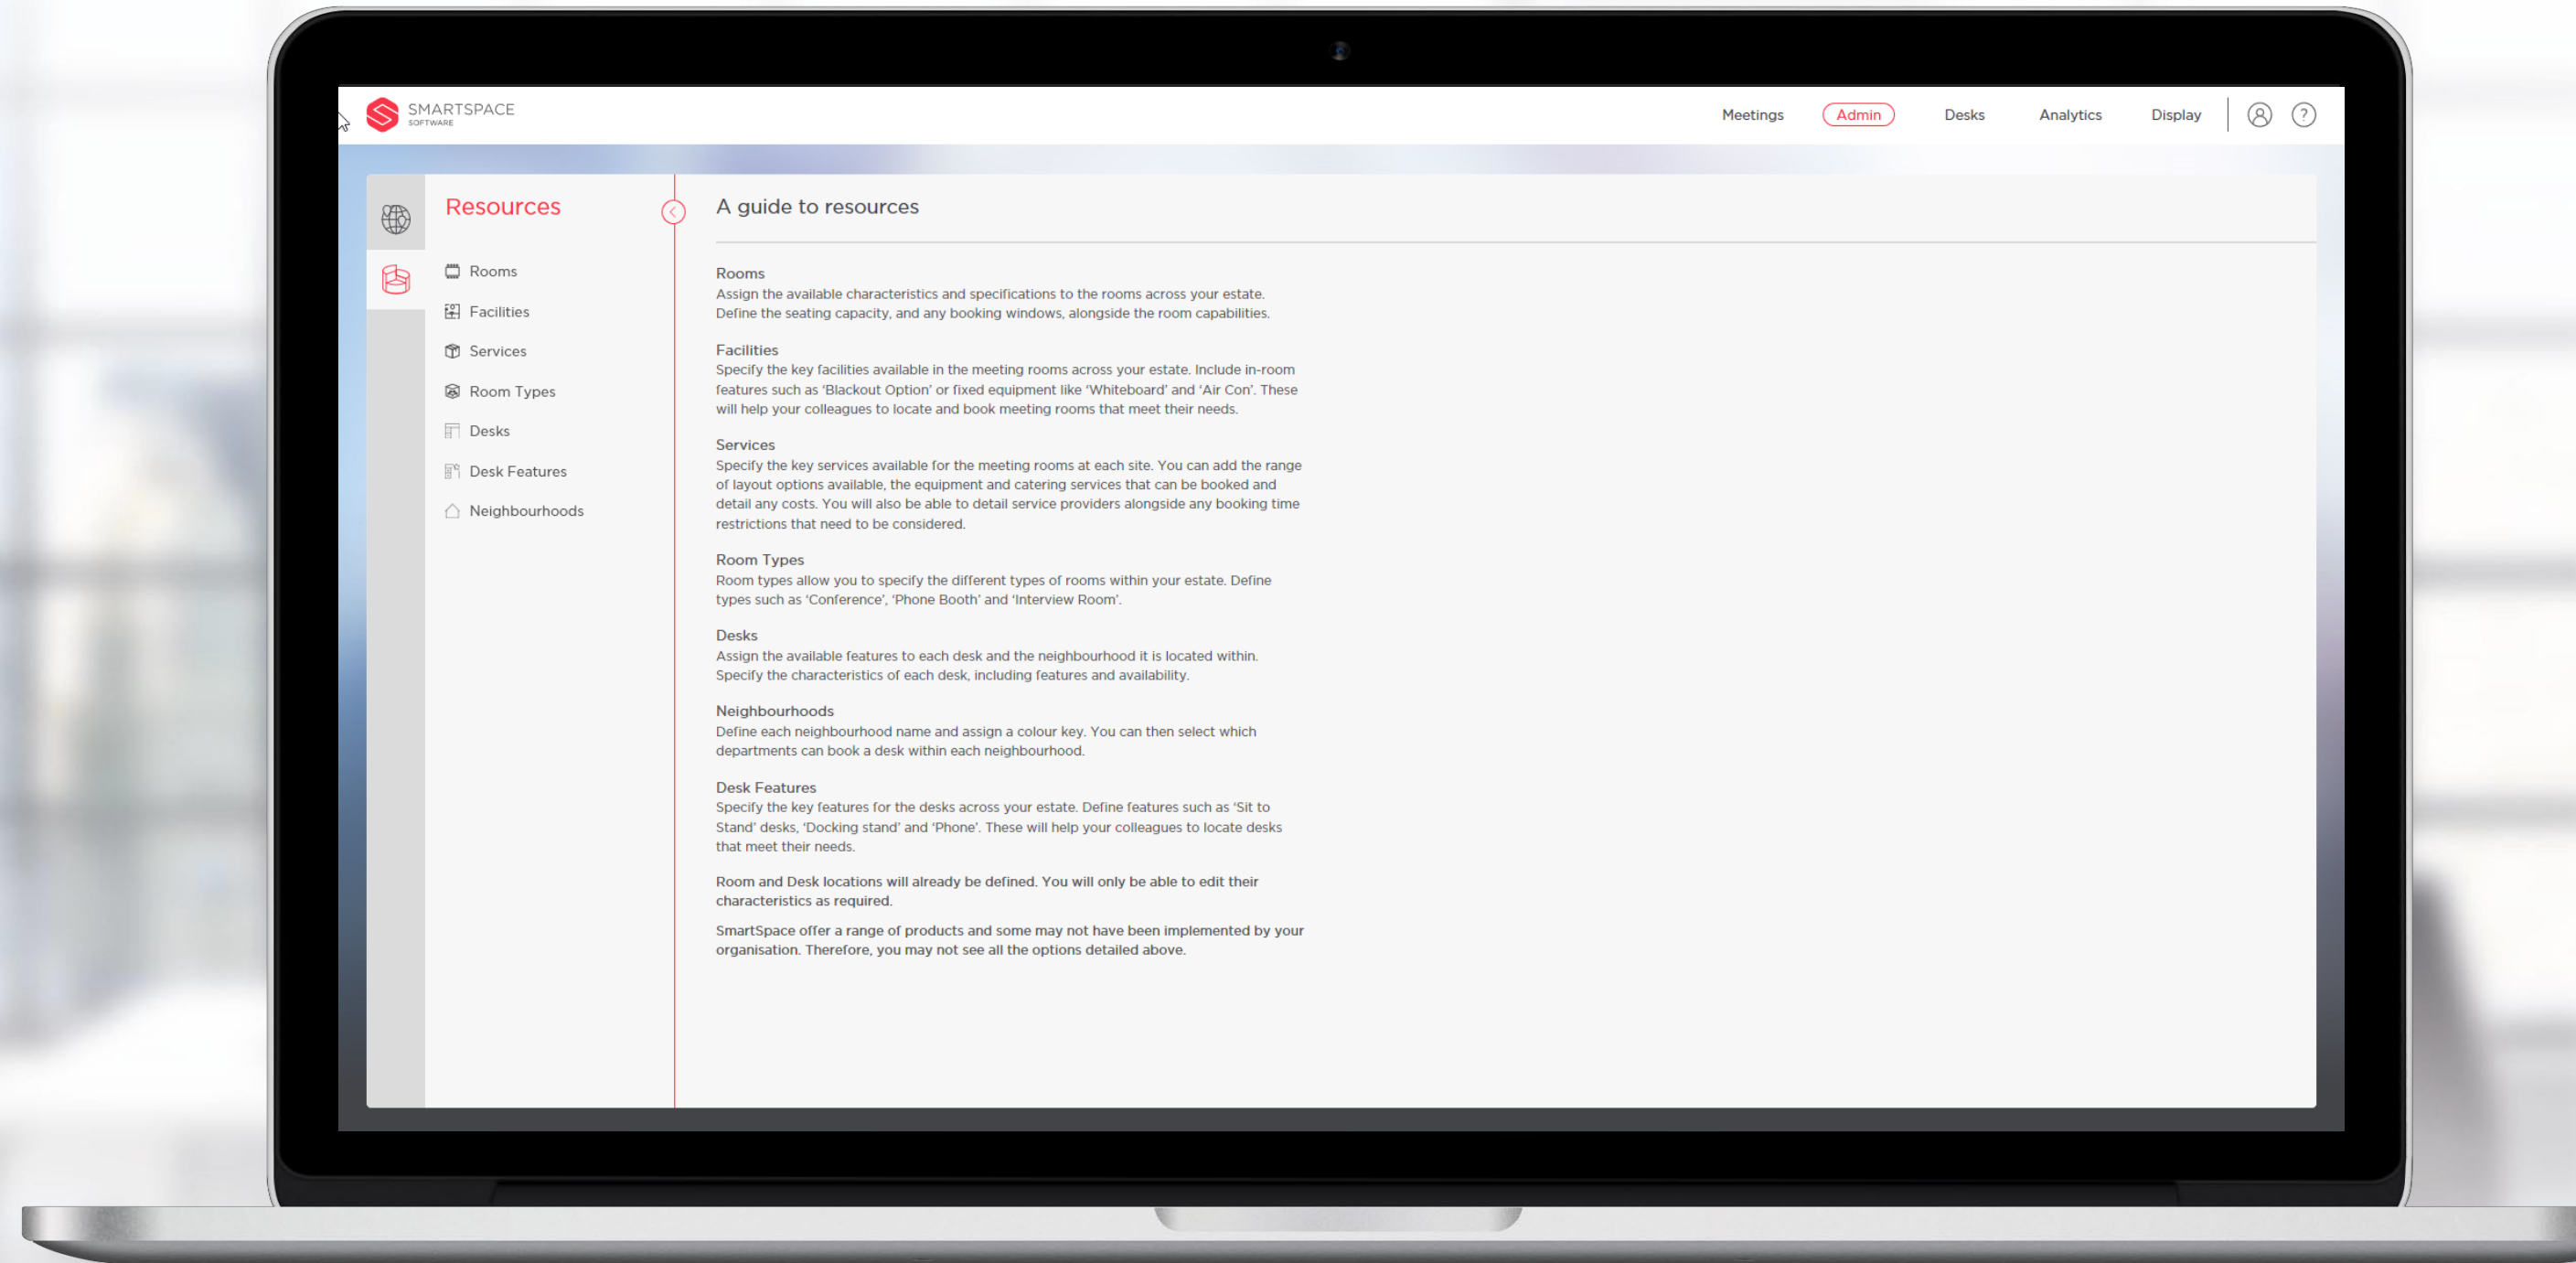 SMARTSPACE
SOFTWARE
Meetings
Admin
Desks
Analytics
Display
?
Resources
Rooms
Facilities
Services
Room Types
Desks
Desk Features
Neighbourhoods
A guide to resources
Rooms
Assign the available characteristics and specifications to the rooms across your estate.
Define the seating capacity, and any booking windows, alongside the room capabilities.
Facilities
Specify the key facilities available in the meeting rooms across your estate. Include in-room
features such as ‘Blackout Option’ or fixed equipment like ‘Whiteboard’ and ‘Air Con’. These
will help your colleagues to locate and book meeting rooms that meet their needs.
Services
Specify the key services available for the meeting rooms at each site. You can add the range
of layout options available, the equipment and catering services that can be booked and
detail any costs. You will also be able to detail service providers alongside any booking time
restrictions that need to be considered.
Room Types
Room types allow you to specify the different types of rooms within your estate. Define
types such as ‘Conference’, ‘Phone Booth’ and ‘Interview Room’.
Desks
Assign the available features to each desk and the neighbourhood it is located within.
Specify the characteristics of each desk, including features and availability.
Neighbourhoods
Define each neighbourhood name and assign a colour key. You can then select which
departments can book a desk within each neighbourhood.
Desk Features
Specify the key features for the desks across your estate. Define features such as ‘Sit to
Stand’ desks, ‘Docking stand’ and ‘Phone’. These will help your colleagues to locate desks
that meet their needs.
Room and Desk locations will already be defined. You will only be able to edit their
characteristics as required.
SmartSpace offer a range of products and some may not have been implemented by your
organisation. Therefore, you may not see all the options detailed above.